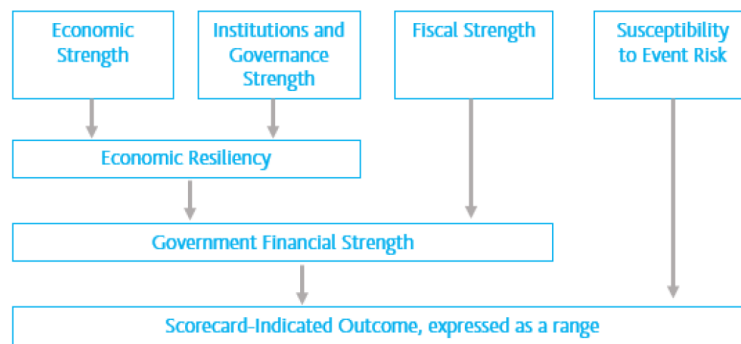 Economic
Strength
Institutions and
Governance
Strength
Fiscal Strength
Susceptibility
to Event Risk
Economic Resiliency
Government Financial Strength
Scorecard-Indicated Outcome, expressed as a range